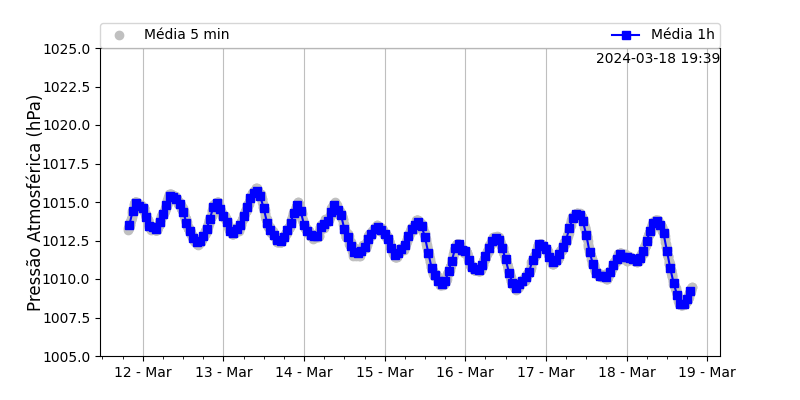 Média 5 min
Média 1h
2024-03-18 19:39
Pressão Atmosférica (hPa)
1025.0
1022.5
1020.0
1017.5
1015.0
1012.5
1010.0
1007.5
1005.0
12 - Mar
13 - Mar
14 - Mar
15 - Mar
16 - Mar
17 - Mar
18 - Mar
19 - Mar